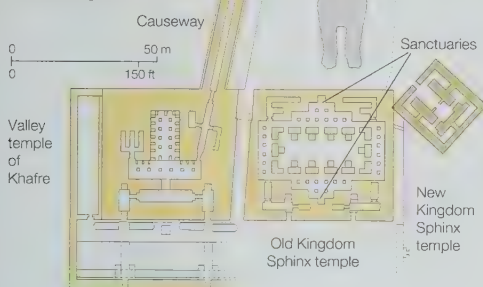 Causeway
0 50 m
0 150 ft
Sanctuaries
Valley
temple
of
Khafre
New
Kingdom
Sphinx
temple
Old Kingdom
Sphinx temple